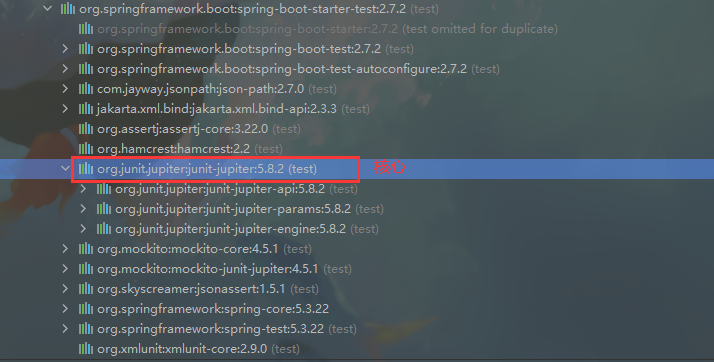 org.springframework.boot:spring-boot-starter-test:2.7.2 (test)
org.springframework.boot:spring-boot-starter:2.7.2 (test omitted for duplicate)
org.springframework.boot:spring-boot-test:2.7.2 (test)
org.springframework.boot:spring-boot-test-autoconfigure:2.7.2 (test)
com.jayway.jsonpath:json-path:2.7.0 (test)
jakarta.xml.bind:jakarta.xml.bind-api:2.3.3 (test)
org.assertj:assertj-core:3.22.0 (test)
org.hamcrest:hamcrest:2.2 (test)
org.junit.jupiter:junit-jupiter:5.8.2 (test)
org.junit.jupiter:junit-jupiter-api:5.8.2 (test)
org.junit.jupiter:junit-jupiter-params:5.8.2 (test)
org.junit.jupiter:junit-jupiter-engine:5.8.2 (test)
org.mockito:mockito-core:4.5.1 (test)
org.mockito:mockito-junit-jupiter:4.5.1 (test)
org.skyscreamer:jsonassert:1.5.1 (test)
org.springframework:spring-core:5.3.22
org.springframework:spring-test:5.3.22 (test)
org.xmlunit:xmlunit-core:2.9.0 (test)